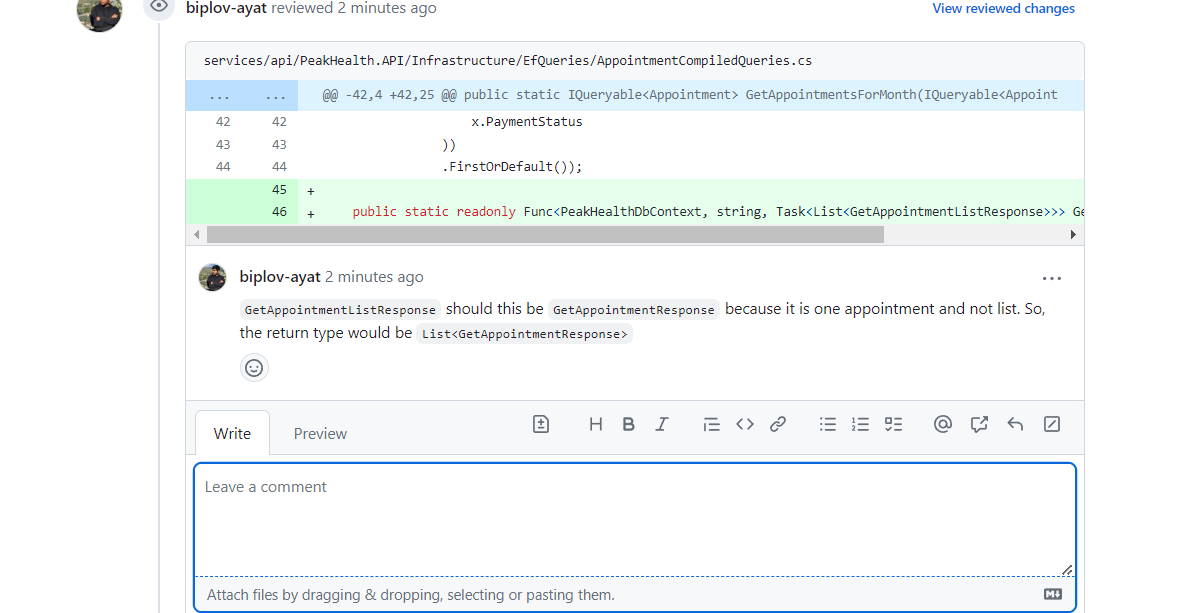 biplov-ayat reviewed 2 minutes ago View reviewed changes
services/api/PeakHealth.API/Infrastructure/EfQueries/AppointmentCompiledQueries.cs
... ... @@ -42,4 +42,25 @@ public static IQueryable<Appointment> GetAppointmentsForMonth(IQueryable<Appoint
42 42 x.PaymentStatus
43 43 ))
44 44 .FirstOrDefault());
45 +
46 + public static readonly Func<PeakHealthDbContext, string, Task<List<GetAppointmentListResponse>>> Ge
biplov-ayat 2 minutes ago ...
GetAppointmentListResponse should this be GetAppointmentResponse because it is one appointment and not list. So,
the return type would be List<GetAppointmentResponse>
Write Preview
Leave a comment
Attach files by dragging & dropping, selecting or pasting them.